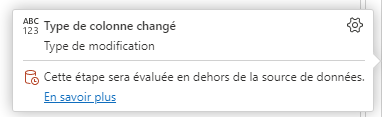 ABC
123
Type de colonne changé
Type de modification
Cette étape sera évaluée en dehors de la source de données.
En savoir plus